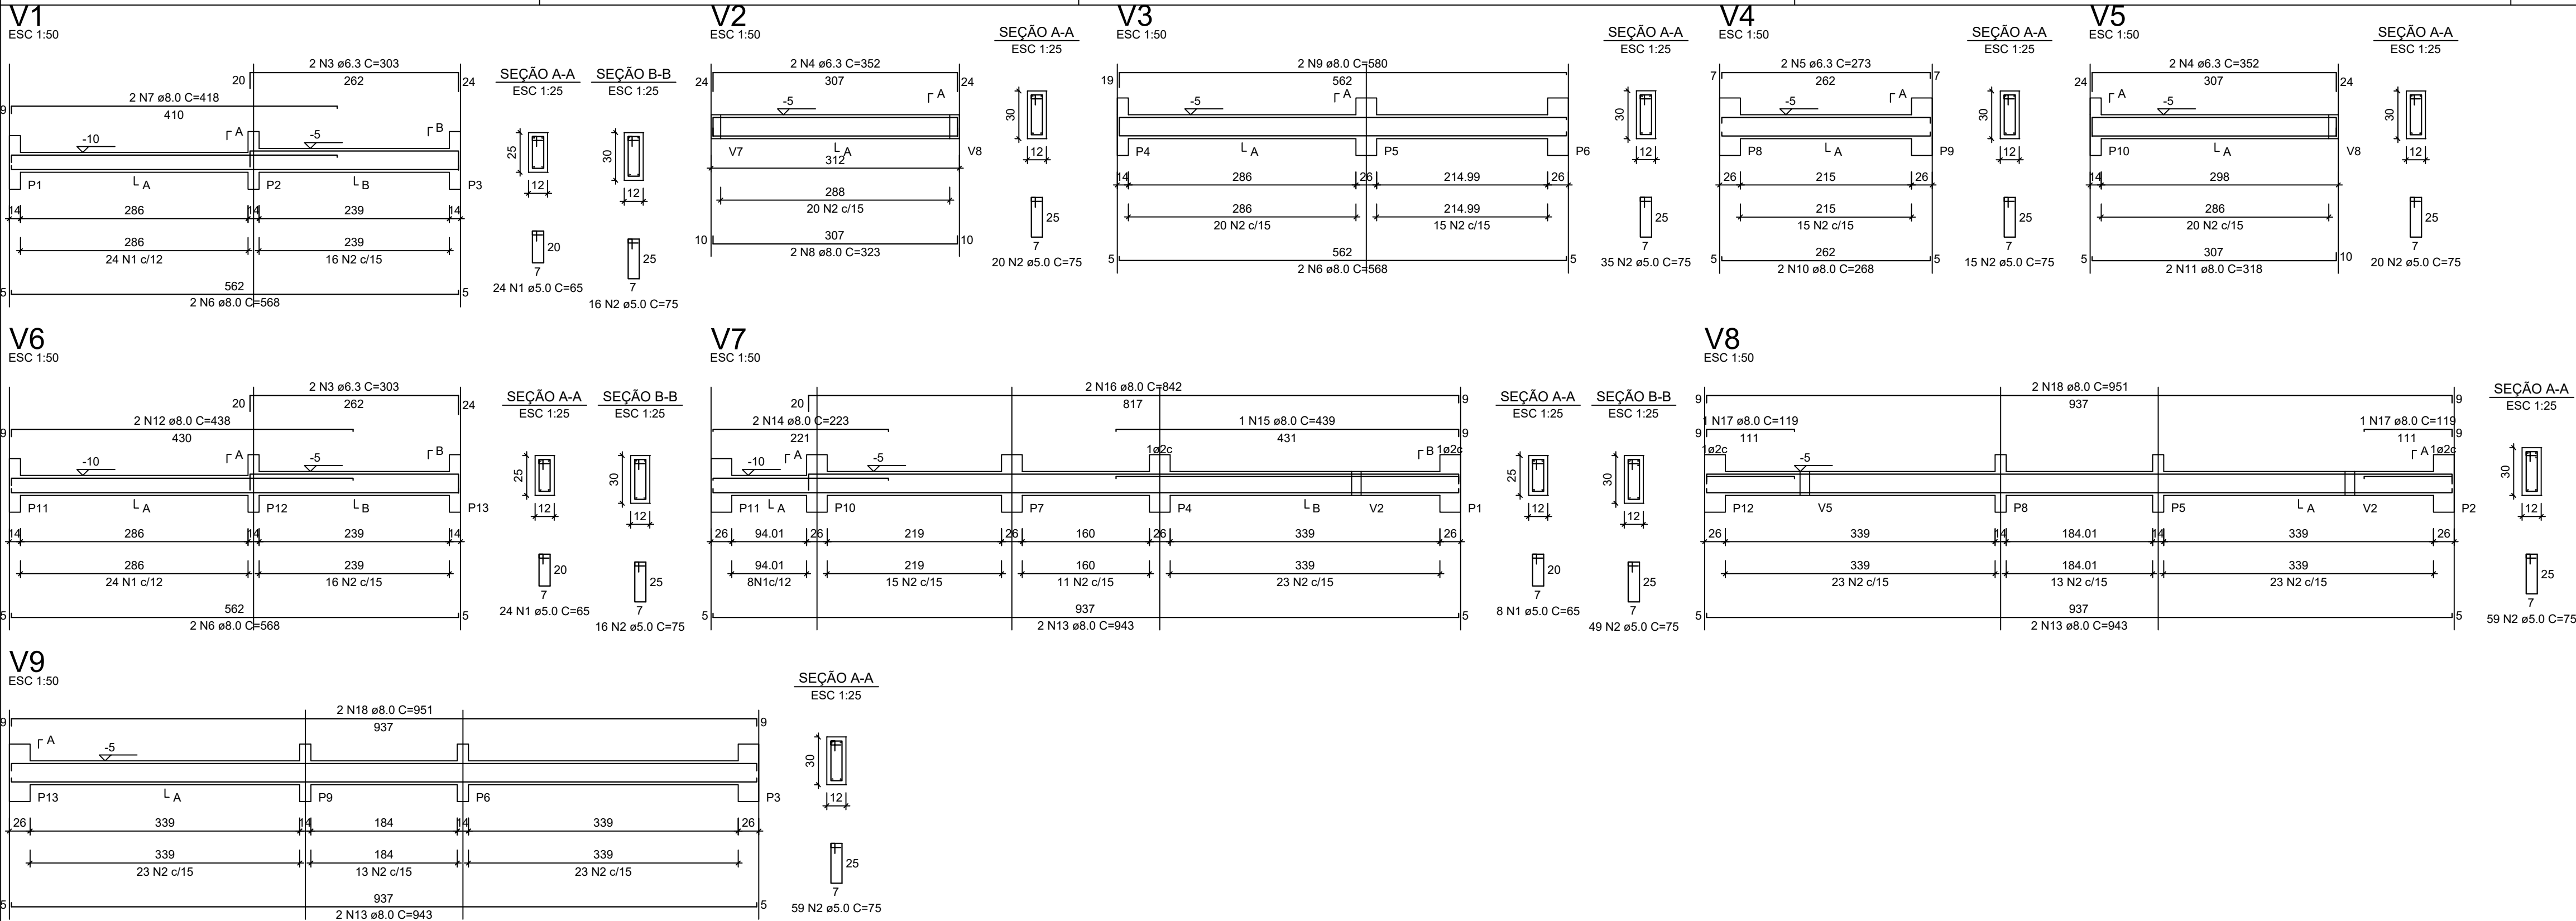 V1
ESC 1:50
2 N3 ø6.3 C=303
20
262
24
2 N7 ø8.0 C=418
9
410
-10
A
-5
B
P1
A
P2
B
P3
14
286
14
239
14
286
239
24 N1 c/12
16 N2 c/15
562
5
5
2 N6 ø8.0 C=568
SEÇÃO A-A
ESC 1:25
25
12
20
7
24 N1 ø5.0 C=65
SEÇÃO B-B
ESC 1:25
30
12
25
7
16 N2 ø5.0 C=75
V2
ESC 1:50
2 N4 ø6.3 C=352
24
307
24
A
-5
V7
A
V8
312
288
20 N2 c/15
10
307
10
2 N8 ø8.0 C=323
SEÇÃO A-A
ESC 1:25
30
12
25
7
20 N2 ø5.0 C=75
V3
ESC 1:50
2 N9 ø8.0 C=580
19
562
-5
A
P4
A
P5
P6
14
286
26
214.99
26
286
214.99
20 N2 c/15
15 N2 c/15
5
562
5
2 N6 ø8.0 C=568
SEÇÃO A-A
ESC 1:25
30
12
25
7
35 N2 ø5.0 C=75
V4
ESC 1:50
2 N5 ø6.3 C=273
7
262
7
-5
A
P8
A
P9
26
215
26
215
15 N2 c/15
5
262
5
2 N10 ø8.0 C=268
SEÇÃO A-A
ESC 1:25
30
12
25
7
15 N2 ø5.0 C=75
V5
ESC 1:50
2 N4 ø6.3 C=352
24
307
24
A
-5
P10
A
V8
14
298
286
20 N2 c/15
5
307
10
2 N11 ø8.0 C=318
SEÇÃO A-A
ESC 1:25
30
12
25
7
20 N2 ø5.0 C=75
V6
ESC 1:50
2 N3 ø6.3 C=303
20
262
24
2 N12 ø8.0 C=438
9
430
-10
A
-5
B
P11
A
P12
B
P13
14
286
14
239
14
286
239
24 N1 c/12
16 N2 c/15
562
5
5
2 N6 ø8.0 C=568
SEÇÃO A-A
ESC 1:25
25
12
20
7
24 N1 ø5.0 C=65
SEÇÃO B-B
ESC 1:25
30
12
25
7
16 N2 ø5.0 C=75
V7
ESC 1:50
2 N16 ø8.0 C=842
20
817
9
2 N14 ø8.0 C=223
221
1 N15 ø8.0 C=439
431
9
1ø2c
B
1ø2c
-10
A
-5
P11
A
P10
P7
P4
B
V2
P1
26
94.01
26
219
26
160
26
339
26
94.01
219
160
339
8N1c/12
15 N2 c/15
11 N2 c/15
23 N2 c/15
5
937
5
2 N13 ø8.0 C=943
SEÇÃO A-A
ESC 1:25
25
12
20
7
8 N1 ø5.0 C=65
SEÇÃO B-B
ESC 1:25
30
12
25
7
49 N2 ø5.0 C=75
V8
ESC 1:50
2 N18 ø8.0 C=951
9
937
9
1 N17 ø8.0 C=119
9
111
1 N17 ø8.0 C=119
111
9
1ø2c
A
1ø2c
-5
P12
V5
P8
P5
A
V2
P2
26
339
14
184.01
14
339
26
339
184.01
339
23 N2 c/15
13 N2 c/15
23 N2 c/15
5
937
5
2 N13 ø8.0 C=943
SEÇÃO A-A
ESC 1:25
30
12
25
7
59 N2 ø5.0 C=75
V9
ESC 1:50
2 N18 ø8.0 C=951
9
937
9
A
-5
P13
A
P9
P6
P3
26
339
14
184
14
339
26
339
184
339
23 N2 c/15
13 N2 c/15
23 N2 c/15
5
937
5
2 N13 ø8.0 C=943
SEÇÃO A-A
ESC 1:25
30
12
25
7
59 N2 ø5.0 C=75